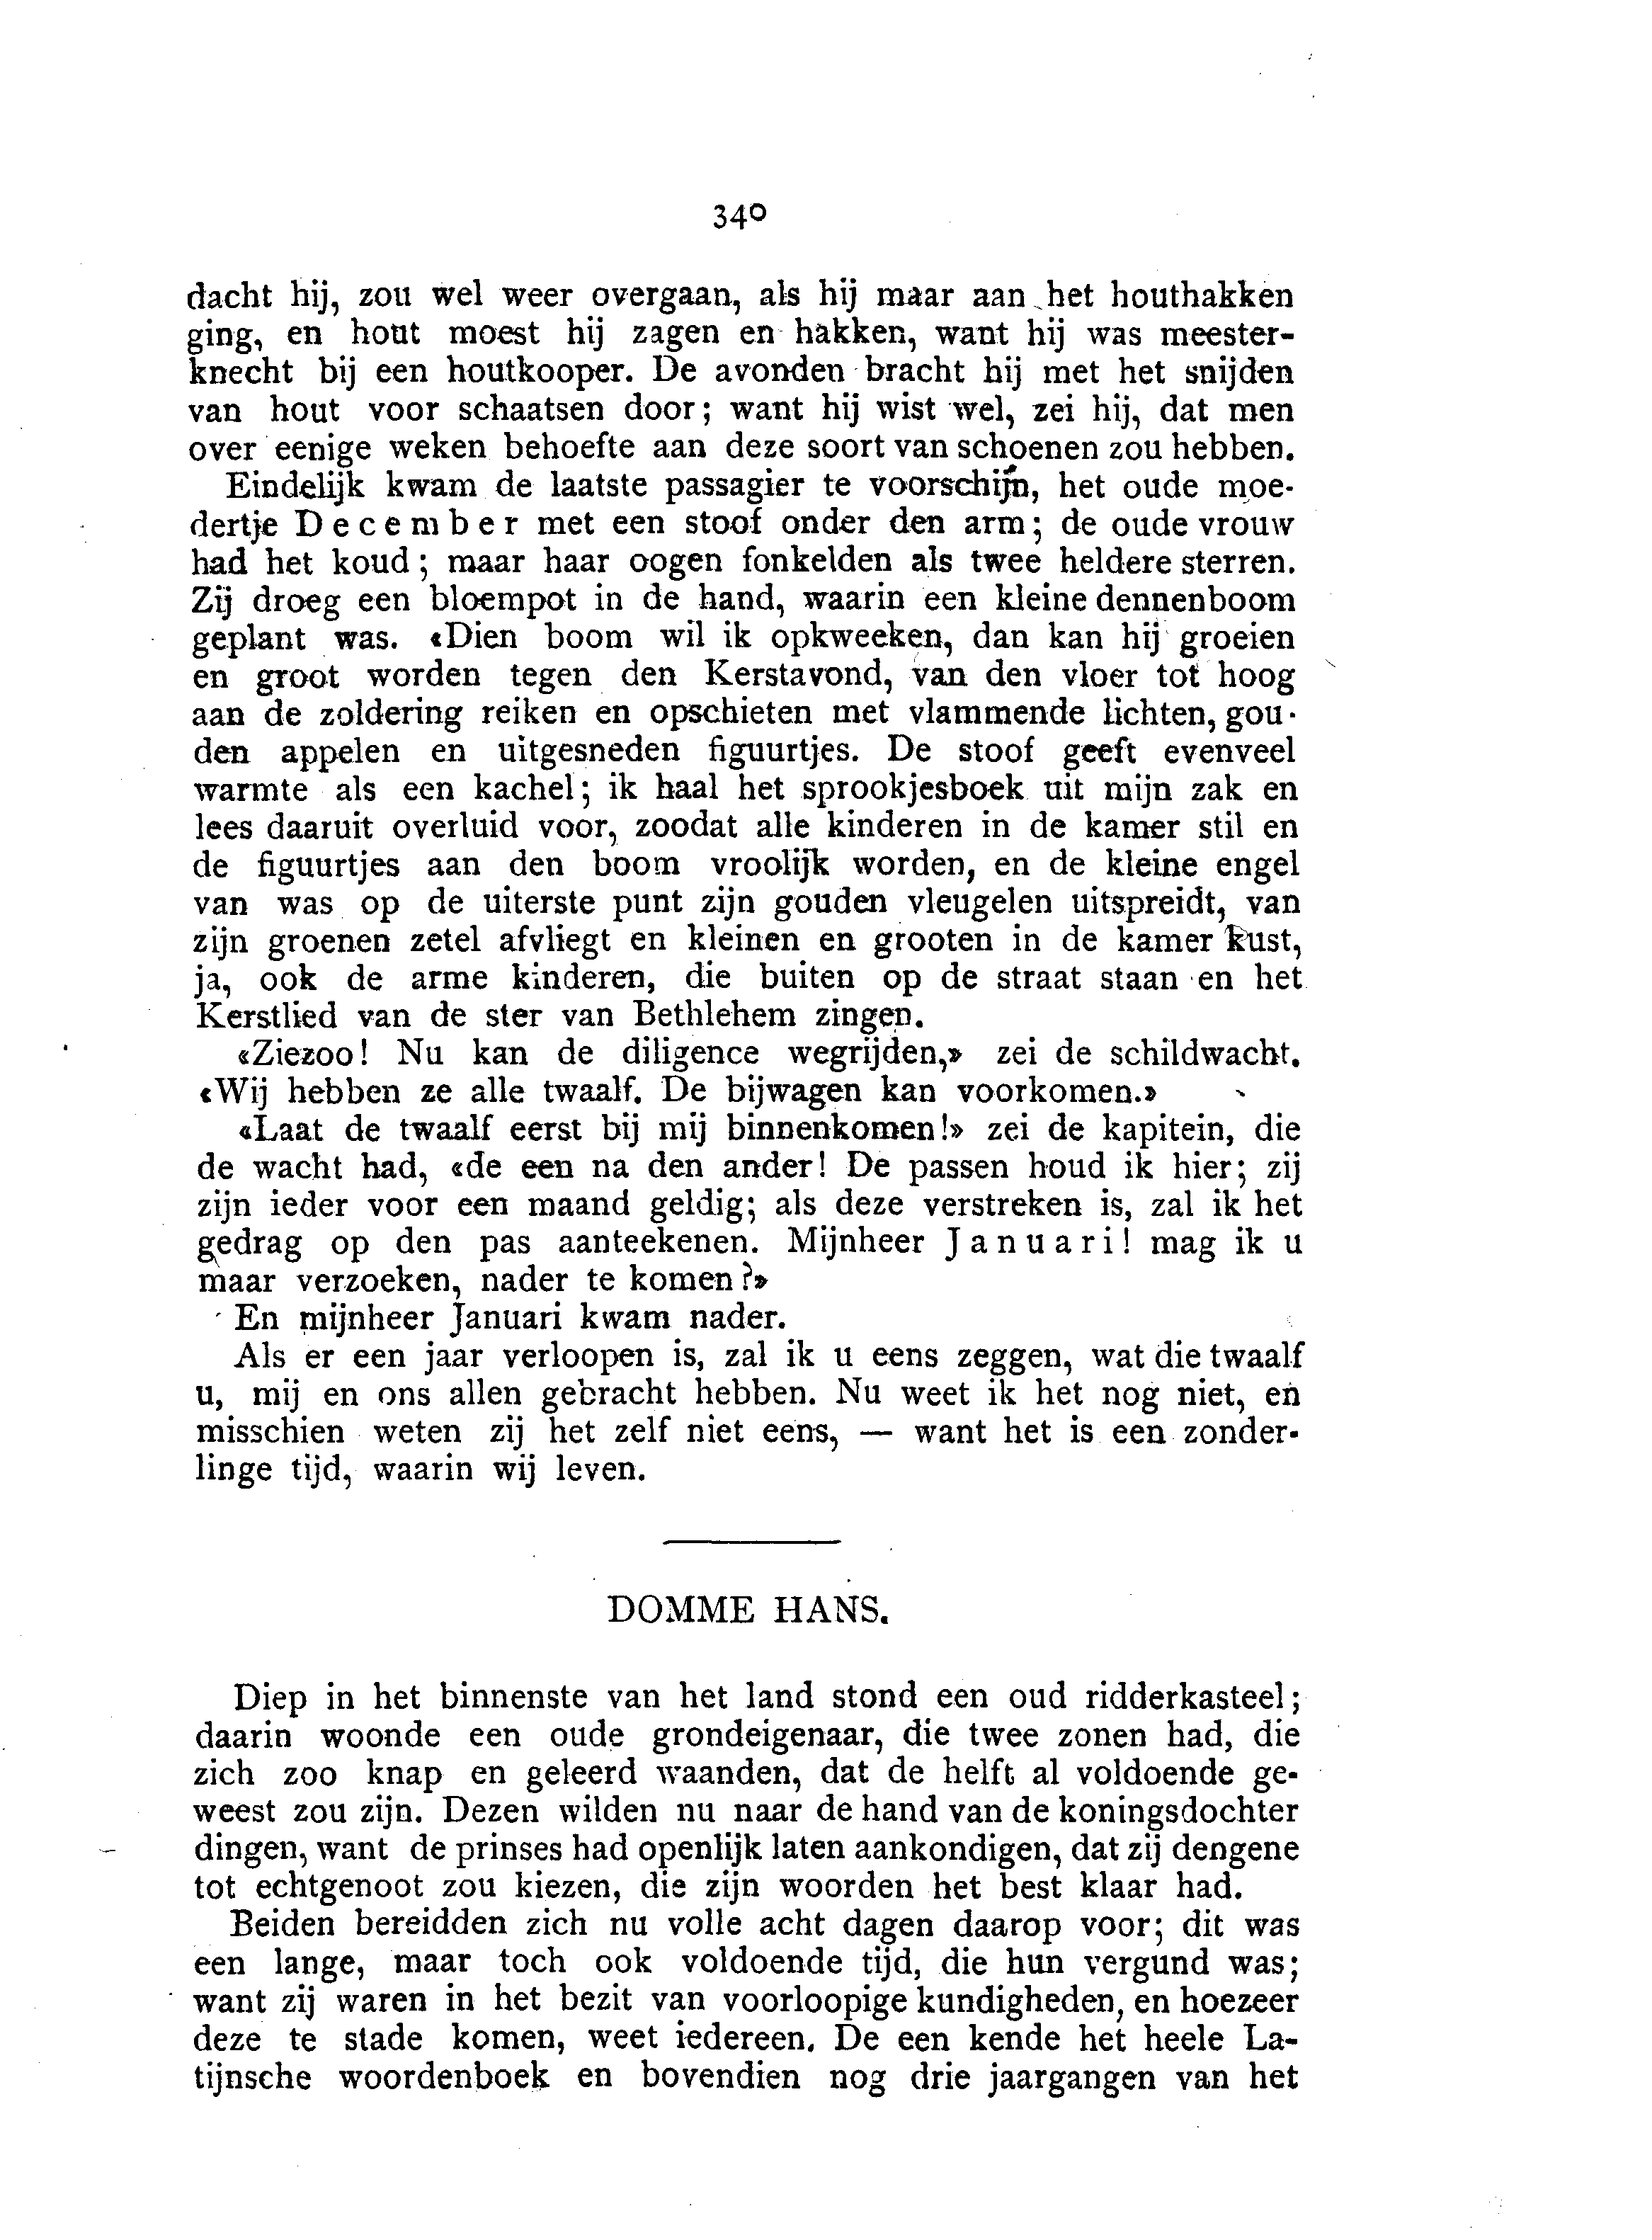 340
dacht hij, zou wel weer overgaan, als hij maar aan het houthakken
ging, en hout moest hij zagen en hakken, want hij was meester-
knecht bij een houtkooper. De avonden bracht hij met het snijden
van hout voor schaatsen door; want hij wist wel, zei hij, dat men
over eenige weken behoefte aan deze soort van schoenen zou hebben.
Eindelijk kwam de laatste passagier te voorschijn, het oude moe-
dertje December met een stoof onder den arm; de oude vrouw
had het koud; maar haar oogen fonkelden als twee heldere sterren.
Zij droeg een bloempot in de hand, waarin een kleine dennenboom
geplant was. «Dien boom wil ik opkweeken, dan kan hij groeien
en groot worden tegen den Kerstavond, van den vloer tot hoog
aan de zoldering reiken en opschieten met vlammende lichten, gou-
den appelen en uitgesneden figuurtjes. De stoof geeft evenveel
warmte als een kachel; ik haal het sprookjesboek uit mijn zak en
lees daaruit overluid voor, zoodat alle kinderen in de kamer stil en
de figuurtjes aan den boom vroolijk worden, en de kleine engel
van was op de uiterste punt zijn gouden vleugelen uitspreidt, van
zijn groenen zetel afvliegt en kleinen en grooten in de kamer kust,
ja, ook de arme kinderen, die buiten op de straat staan en het
Kerstlied van de ster van Bethlehem zingen.
«Ziezoo! Nu kan de diligence wegrijden,» zei de schildwacht.
«Wij hebben ze alle twaalf. De bijwagen kan voorkomen.»
«Laat de twaalf eerst bij mij binnenkomen!» zei de kapitein, die
de wacht had, «de een na den ander! De passen houd ik hier; zij
zijn ieder voor een maand geldig; als deze verstreken is, zal ik het
gedrag op den pas aanteekenen. Mijnheer Januari! mag ik u
maar verzoeken, nader te komen?»
En mijnheer Januari kwam nader.
Als er een jaar verloopen is, zal ik u eens zeggen, wat die twaalf
u, mij en ons allen gebracht hebben. Nu weet ik het nog niet, en
misschien weten zij het zelf niet eens, — want het is een zonder-
linge tijd, waarin wij leven.
DOMME HANS.
Diep in het binnenste van het land stond een oud ridderkasteel;
daarin woonde een oude grondeigenaar, die twee zonen had, die
zich zoo knap en geleerd waanden, dat de helft al voldoende ge-
weest zou zijn. Dezen wilden nu naar de hand van de koningsdochter
dingen, want de prinses had openlijk laten aankondigen, dat zij dengene
tot echtgenoot zou kiezen, die zijn woorden het best klaar had.
Beiden bereidden zich nu volle acht dagen daarop voor; dit was
een lange, maar toch ook voldoende tijd, die hun vergund was;
want zij waren in het bezit van voorloopige kundigheden, en hoezeer
deze te stade komen, weet iedereen. De een kende het heele La-
tijnsche woordenboek en bovendien nog drie jaargangen van het